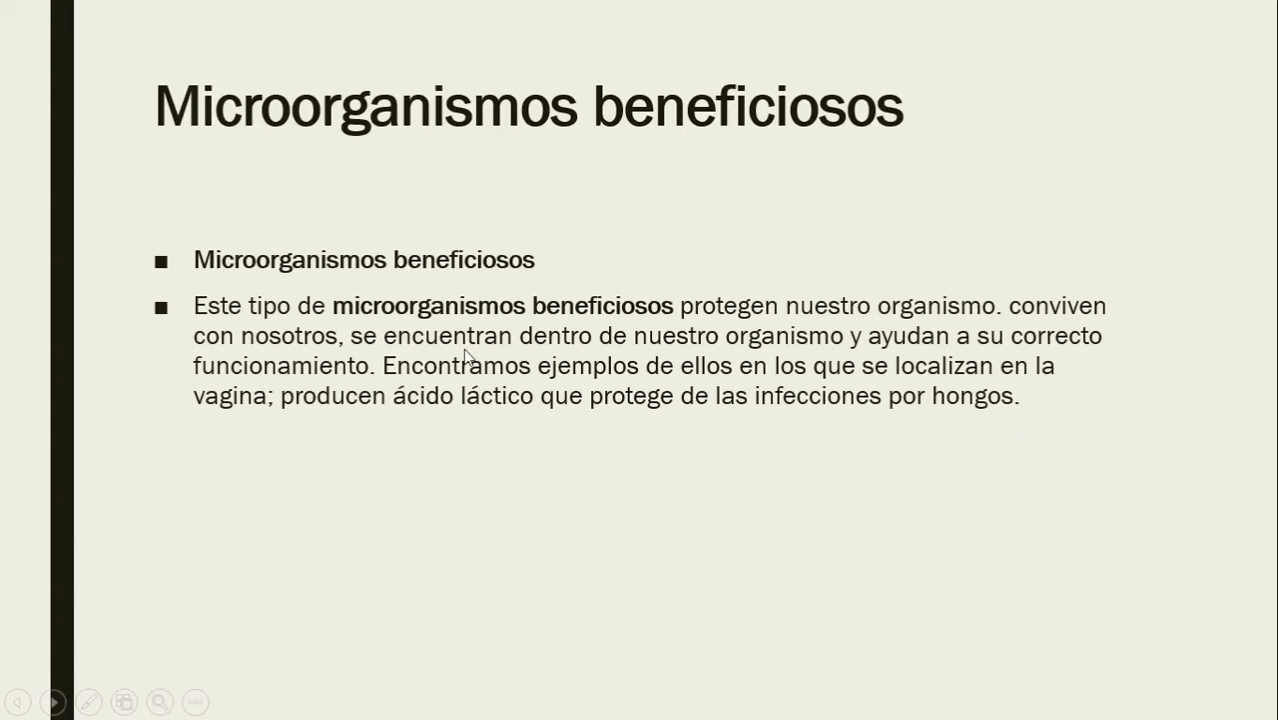 Microorganismos beneficiosos
Microorganismos beneficiosos
Este tipo de microorganismos beneficiosos protegen nuestro organismo. conviven
con nosotros, se encuentran dentro de nuestro organismo y ayudan a su correcto
funcionamiento. Encontramos ejemplos de ellos en los que se localizan en la
vagina; producen ácido láctico que protege de las infecciones por hongos.